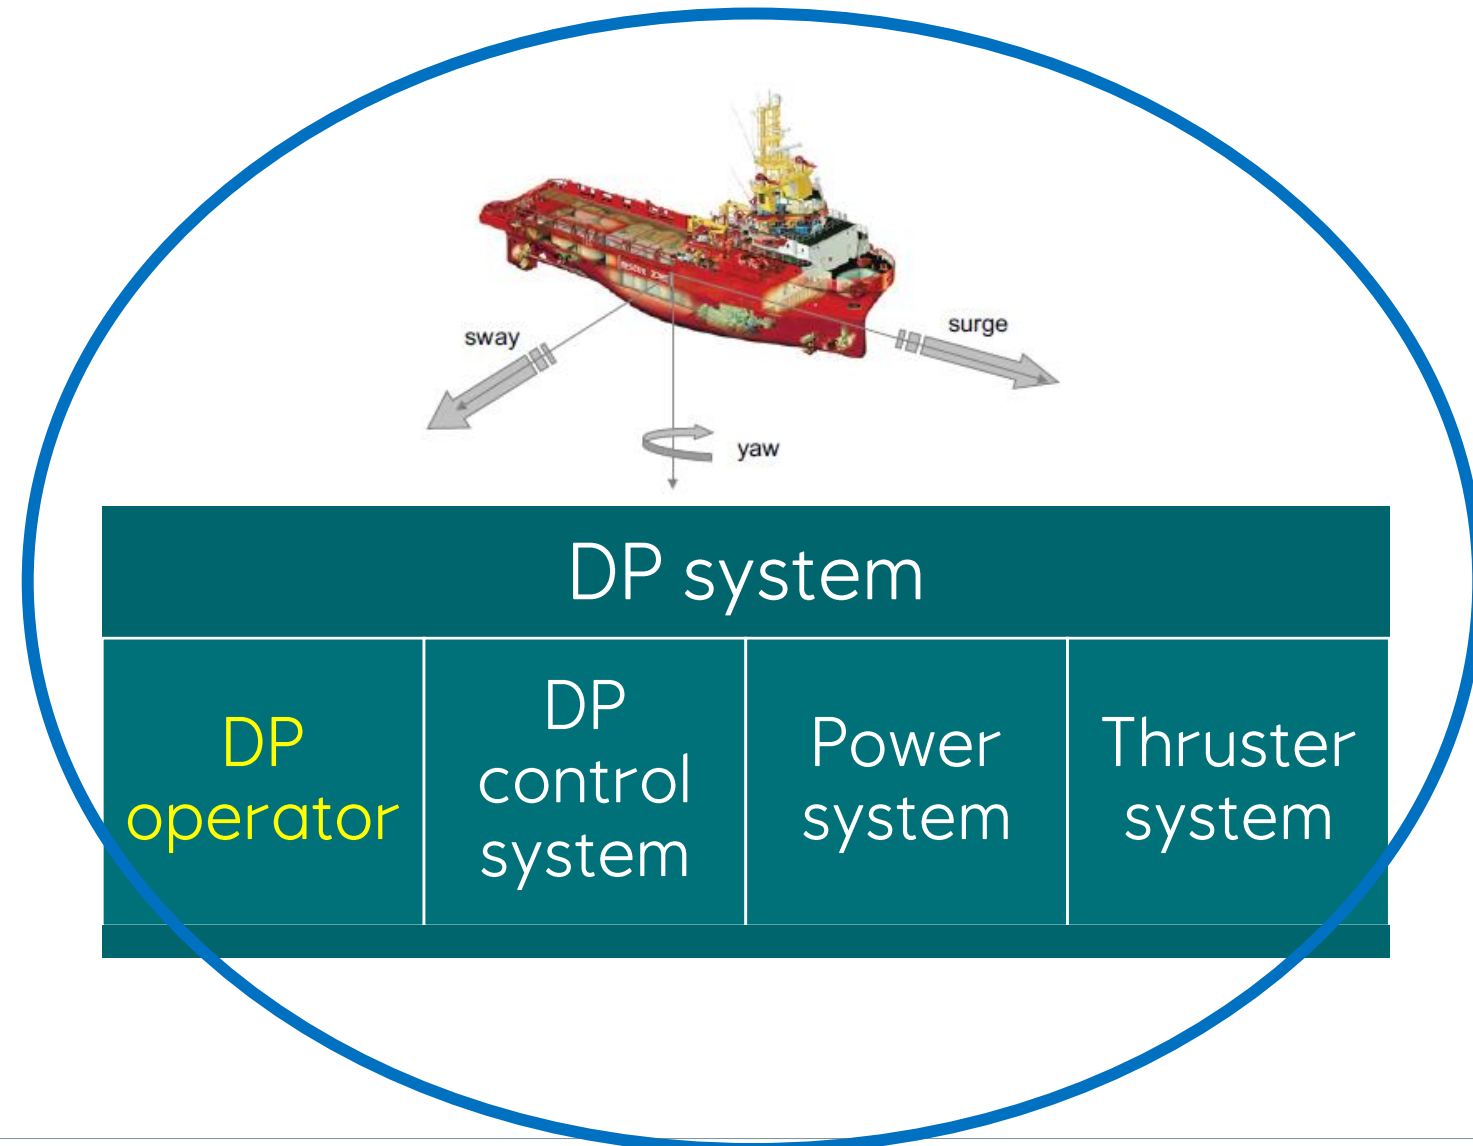 surge
sway
yaw
DP system
DP
operator
DP
control
system
Power
system
Thruster
system